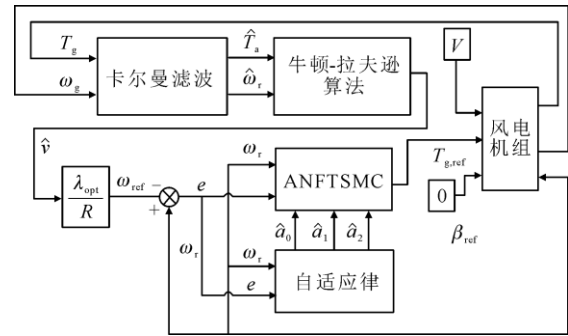 T_g
ω_g
卡尔曼滤波
T̂_a
ω̂_r
牛顿-拉夫逊
算法
V
风电
机组
v̂
λ_opt
R
ω_ref
−
+
e
ω_r
ω_r
ANFTSMC
T_g,ref
0
β_ref
â_0
â_1
â_2
ω_r
e
自适应律